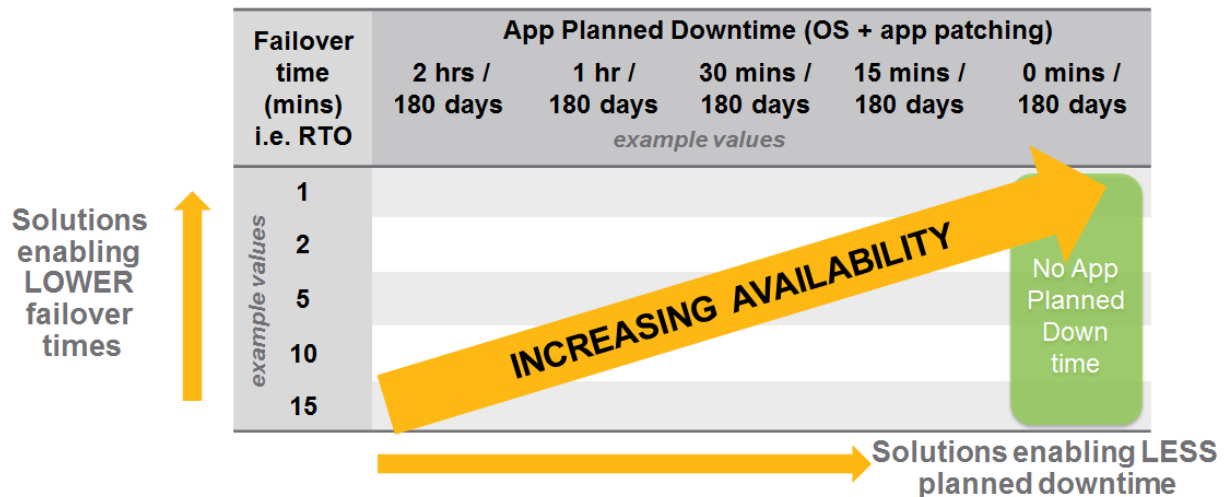 Failover
time
(mins)
i.e. RTO
App Planned Downtime (OS + app patching)
2 hrs /
180 days
1 hr /
180 days
30 mins /
180 days
15 mins /
180 days
0 mins /
180 days
example values
Solutions
enabling
LOWER
failover
times
example values
1
2
5
10
15
INCREASING AVAILABILITY
No App
Planned
Down
time
Solutions enabling LESS
planned downtime